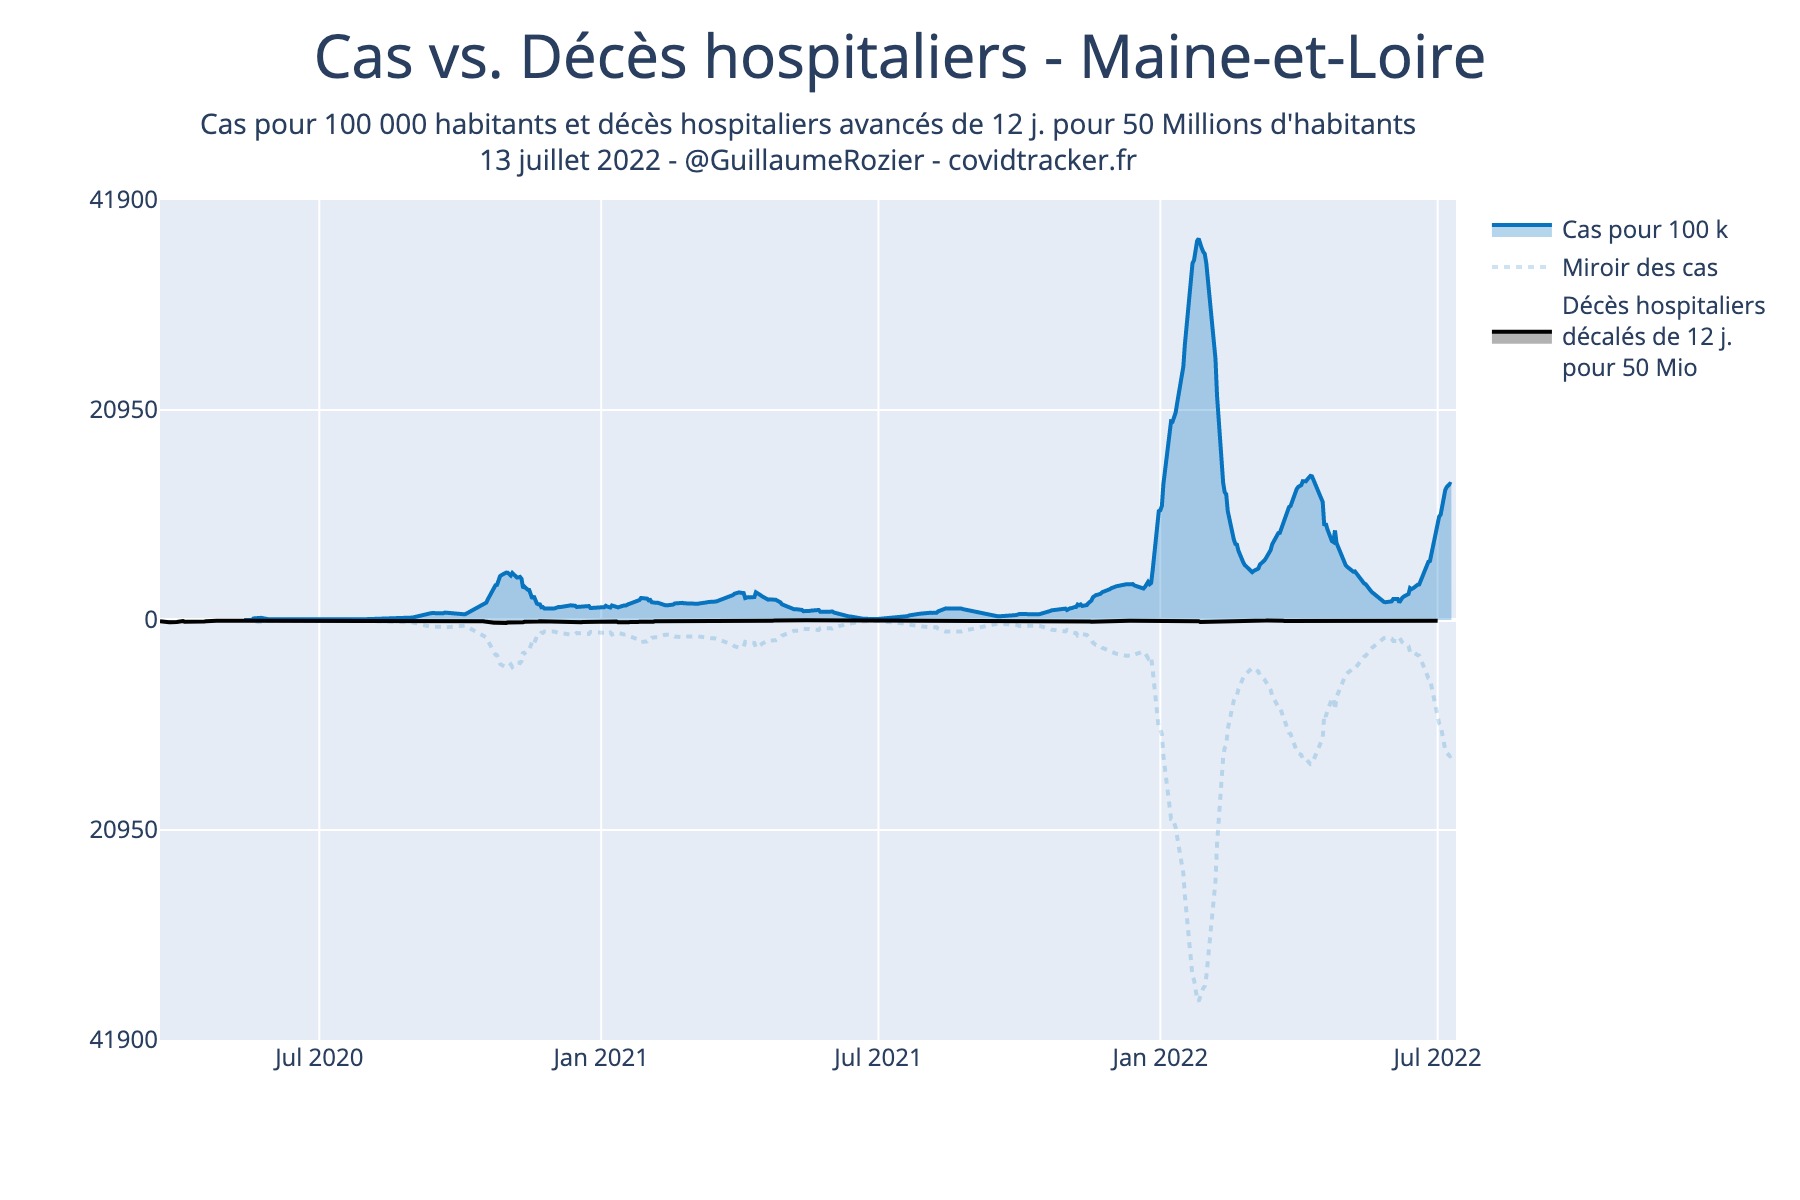 Cas vs. Décès hospitaliers - Maine-et-Loire
Cas pour 100 000 habitants et décès hospitaliers avancés de 12 j. pour 50 Millions d'habitants
13 juillet 2022 - @GuillaumeRozier - covidtracker.fr
41900
20950
0
20950
41900
Jul 2020
Jan 2021
Jul 2021
Jan 2022
Jul 2022
Cas pour 100 k
Miroir des cas
Décès hospitaliers
décalés de 12 j.
pour 50 Mio